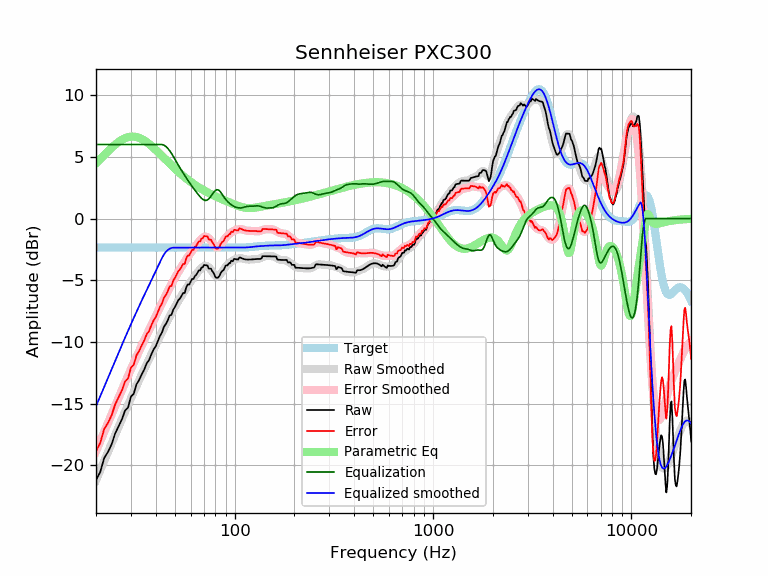 Sennheiser PXC300
10
5
0
−5
−10
−15
−20
Amplitude (dBr)
Target
Raw Smoothed
Error Smoothed
Raw
Error
Parametric Eq
Equalization
Equalized smoothed
100
1000
10000
Frequency (Hz)